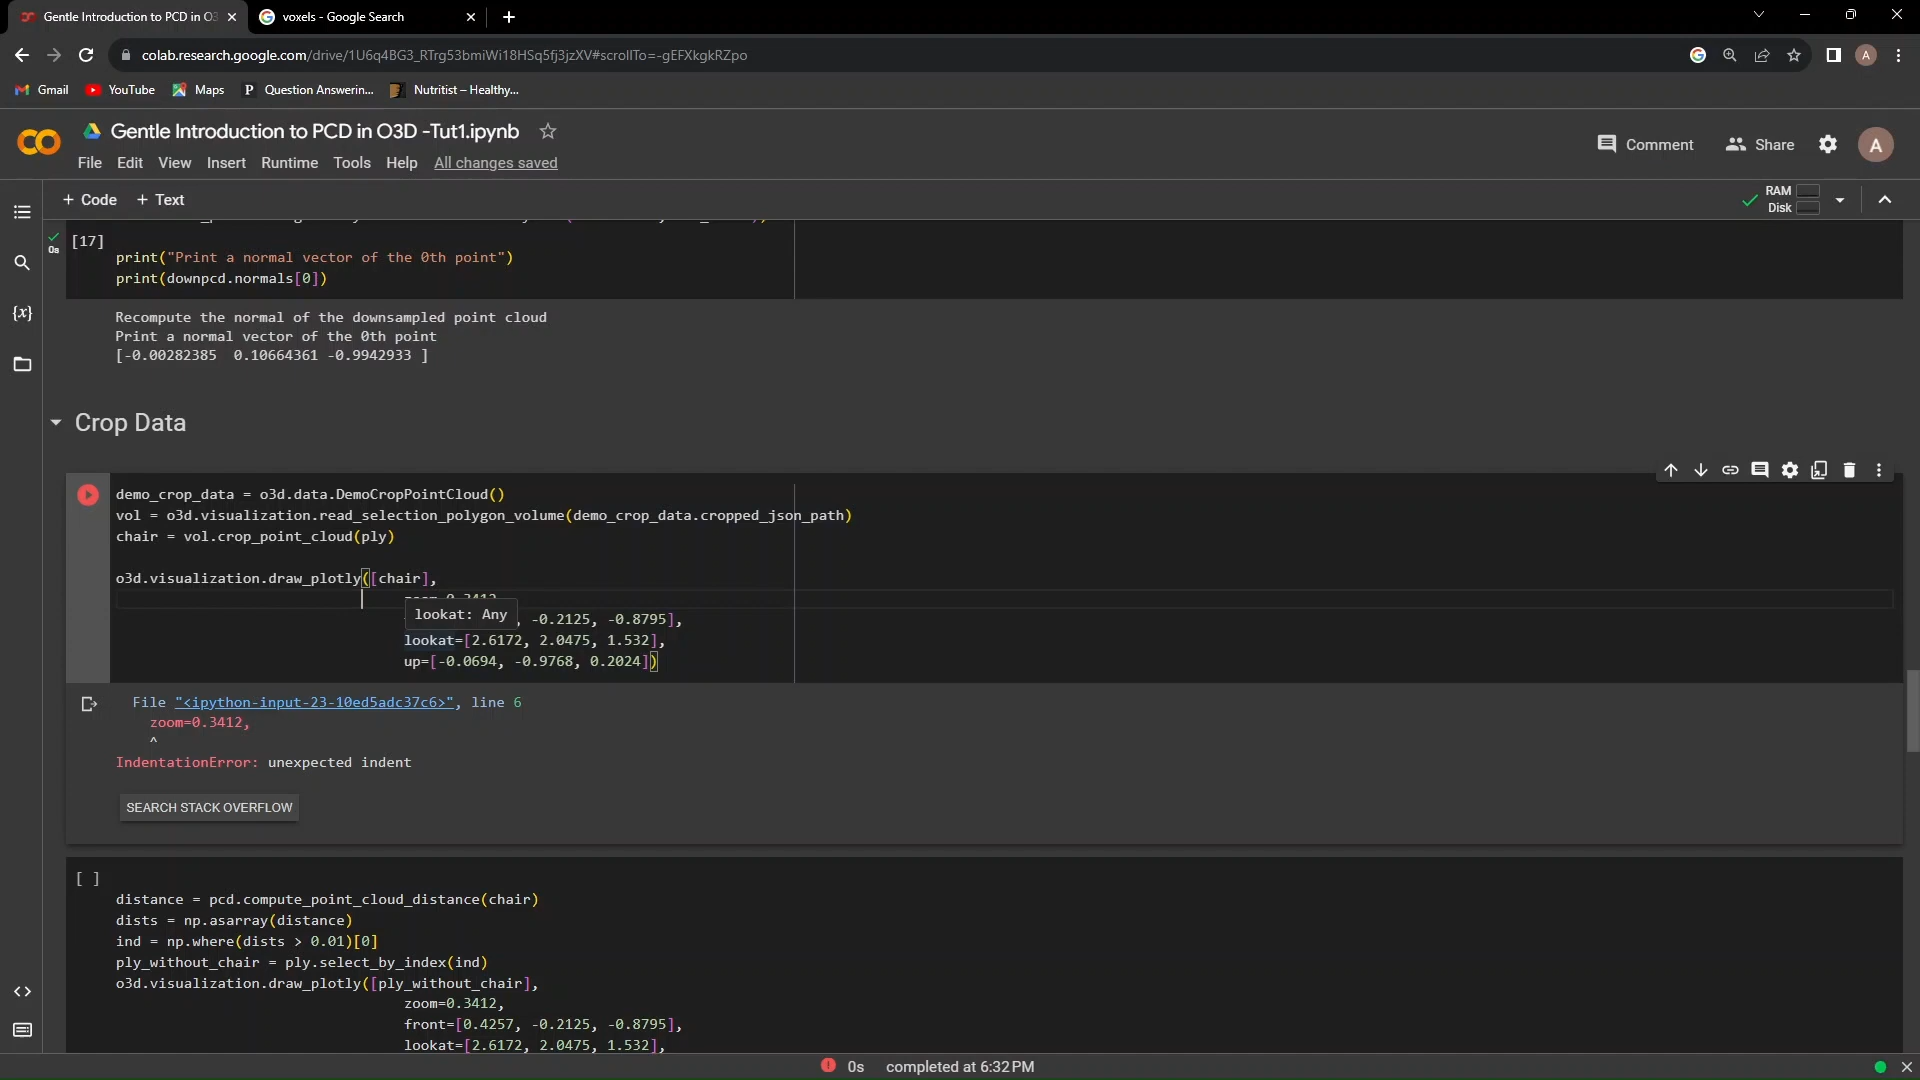 Gentle Introduction to PCD in O3
voxels - Google Search
colab.research.google.com/drive/1U6q4BG3_RTrg53bmiWi18HSq5fj3jzXV#scrollTo=-gEFXkgkRZpo
A
Gmail
YouTube
Maps
P Question Answerin...
Nutritist – Healthy...
Gentle Introduction to PCD in O3D -Tut1.ipynb
File Edit View Insert Runtime Tools Help All changes saved
Comment
Share
A
+ Code + Text
RAM
Disk
0s
[17]
print("Print a normal vector of the 0th point")
print(downpcd.normals[0])
Recompute the normal of the downsampled point cloud
Print a normal vector of the 0th point
[-0.00282385 0.10664361 -0.9942933 ]
Crop Data
demo_crop_data = o3d.data.DemoCropPointCloud()
vol = o3d.visualization.read_selection_polygon_volume(demo_crop_data.cropped_json_path)
chair = vol.crop_point_cloud(ply)
o3d.visualization.draw_plotly([chair],
lookat: Any
, -0.2125, -0.8795],
lookat=[2.6172, 2.0475, 1.532],
up=[-0.0694, -0.9768, 0.2024])
File "<ipython-input-23-10ed5adc37c6>", line 6
zoom=0.3412,
^
IndentationError: unexpected indent
SEARCH STACK OVERFLOW
[ ]
distance = pcd.compute_point_cloud_distance(chair)
dists = np.asarray(distance)
ind = np.where(dists > 0.01)[0]
ply_without_chair = ply.select_by_index(ind)
o3d.visualization.draw_plotly([ply_without_chair],
zoom=0.3412,
front=[0.4257, -0.2125, -0.8795],
lookat=[2.6172, 2.0475, 1.532],
0s completed at 6:32 PM